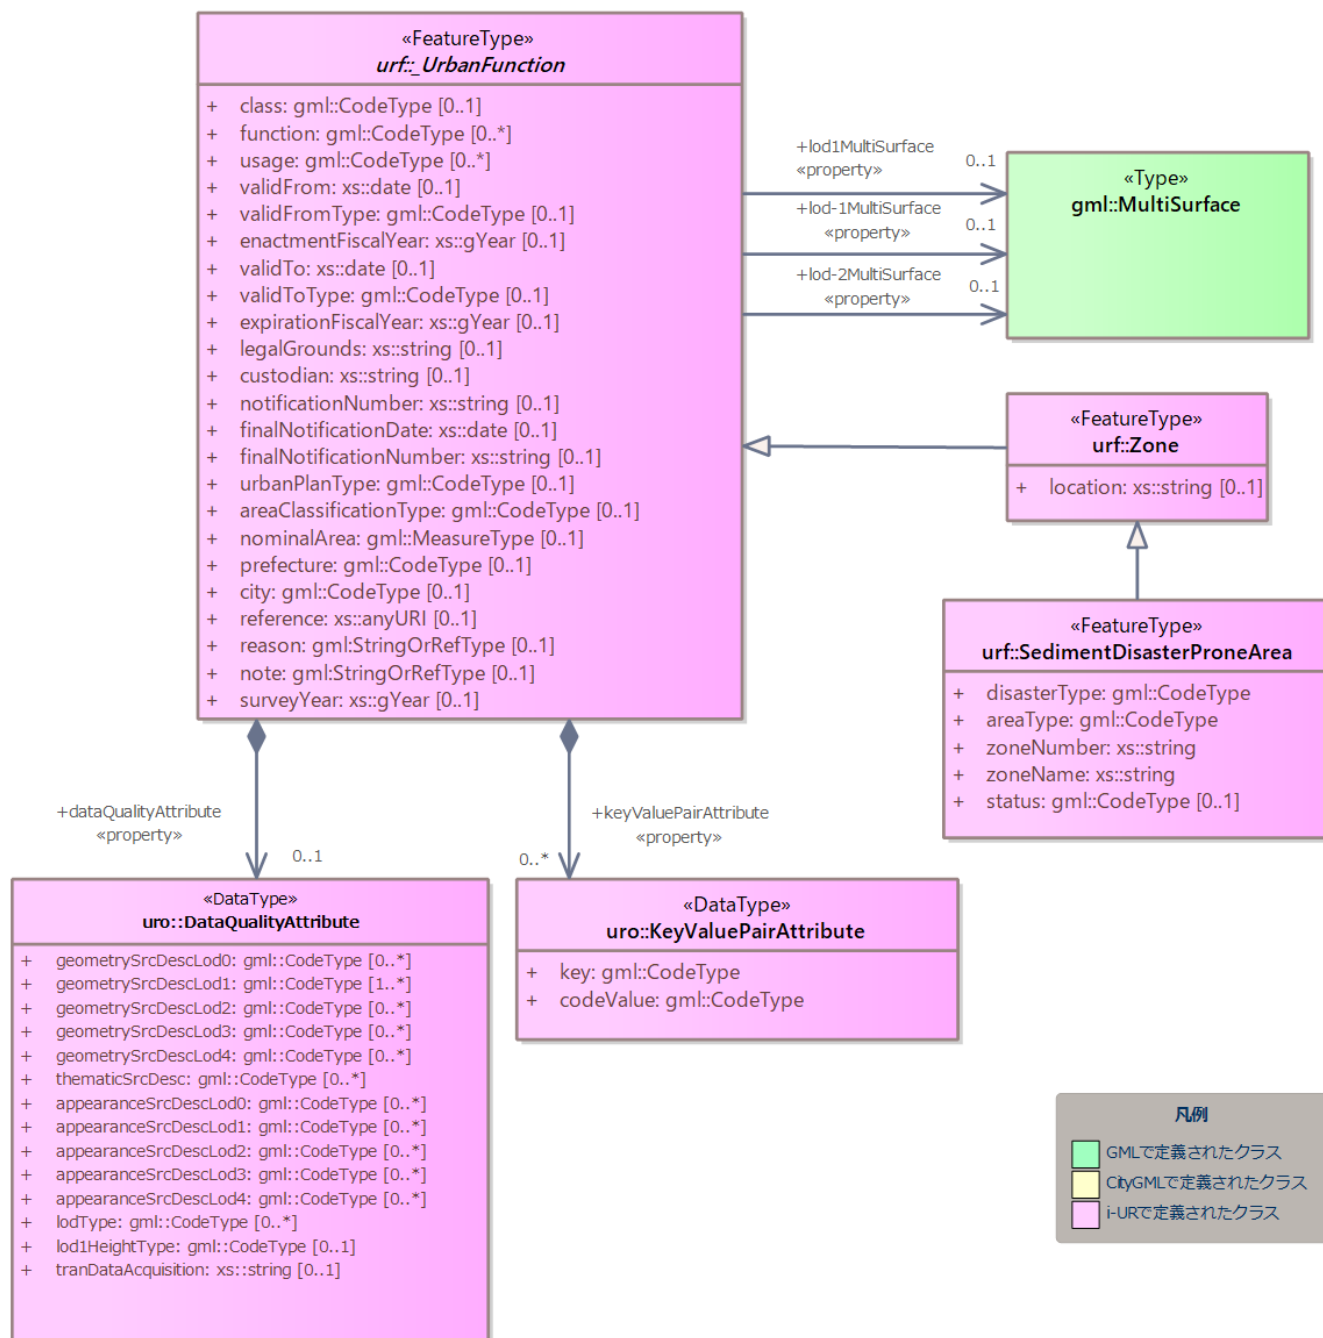 «FeatureType»
urf::_UrbanFunction
+ class: gml::CodeType [0..1]
+ function: gml::CodeType [0..*]
+ usage: gml::CodeType [0..*]
+ validFrom: xs::date [0..1]
+ validFromType: gml::CodeType [0..1]
+ enactmentFiscalYear: xs::gYear [0..1]
+ validTo: xs::date [0..1]
+ validToType: gml::CodeType [0..1]
+ expirationFiscalYear: xs::gYear [0..1]
+ legalGrounds: xs::string [0..1]
+ custodian: xs::string [0..1]
+ notificationNumber: xs::string [0..1]
+ finalNotificationDate: xs::date [0..1]
+ finalNotificationNumber: xs::string [0..1]
+ urbanPlanType: gml::CodeType [0..1]
+ areaClassificationType: gml::CodeType [0..1]
+ nominalArea: gml::MeasureType [0..1]
+ prefecture: gml::CodeType [0..1]
+ city: gml::CodeType [0..1]
+ reference: xs::anyURI [0..1]
+ reason: gml:StringOrRefType [0..1]
+ note: gml:StringOrRefType [0..1]
+ surveyYear: xs::gYear [0..1]
+lod1MultiSurface
«property»
0..1
+lod-1MultiSurface
«property»
0..1
+lod-2MultiSurface
«property»
0..1
«Type»
gml::MultiSurface
«FeatureType»
urf::Zone
+ location: xs::string [0..1]
«FeatureType»
urf::SedimentDisasterProneArea
+ disasterType: gml::CodeType
+ areaType: gml::CodeType
+ zoneNumber: xs::string
+ zoneName: xs::string
+ status: gml::CodeType [0..1]
+dataQualityAttribute
«property»
0..1
+keyValuePairAttribute
«property»
0..*
«DataType»
uro::DataQualityAttribute
+ geometrySrcDescLod0: gml::CodeType [0..*]
+ geometrySrcDescLod1: gml::CodeType [1..*]
+ geometrySrcDescLod2: gml::CodeType [0..*]
+ geometrySrcDescLod3: gml::CodeType [0..*]
+ geometrySrcDescLod4: gml::CodeType [0..*]
+ thematicSrcDesc: gml::CodeType [0..*]
+ appearanceSrcDescLod0: gml::CodeType [0..*]
+ appearanceSrcDescLod1: gml::CodeType [0..*]
+ appearanceSrcDescLod2: gml::CodeType [0..*]
+ appearanceSrcDescLod3: gml::CodeType [0..*]
+ appearanceSrcDescLod4: gml::CodeType [0..*]
+ lodType: gml::CodeType [0..*]
+ lod1HeightType: gml::CodeType [0..1]
+ tranDataAcquisition: xs::string [0..1]
«DataType»
uro::KeyValuePairAttribute
+ key: gml::CodeType
+ codeValue: gml::CodeType
凡例
GMLで定義されたクラス
CityGMLで定義されたクラス
i-URで定義されたクラス